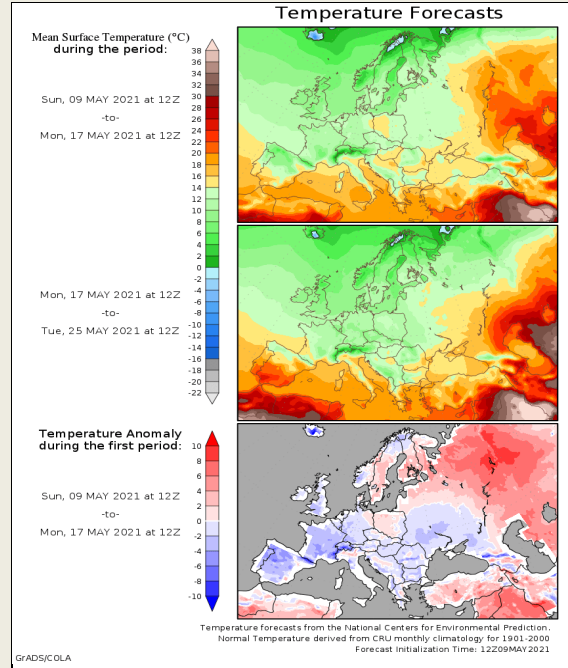 Temperature Forecasts
Mean Surface Temperature (°C)
during the period:
Sun, 09 MAY 2021 at 12Z
-to-
Mon, 17 MAY 2021 at 12Z
38
36
34
32
30
28
26
24
22
20
18
16
14
12
10
8
6
4
2
0
-2
-4
-6
-8
-10
-12
-14
-16
-18
-20
-22
Mon, 17 MAY 2021 at 12Z
-to-
Tue, 25 MAY 2021 at 12Z
Temperature Anomaly
during the first period:
Sun, 09 MAY 2021 at 12Z
-to-
Mon, 17 MAY 2021 at 12Z
10
8
6
4
2
0
-2
-4
-6
-8
-10
Temperature forecasts from the National Centers for Environmental Prediction.
Normal Temperature derived from CRU monthly climatology for 1901-2000
Forecast Initialization Time: 12Z09MAY2021
GrADS/COLA